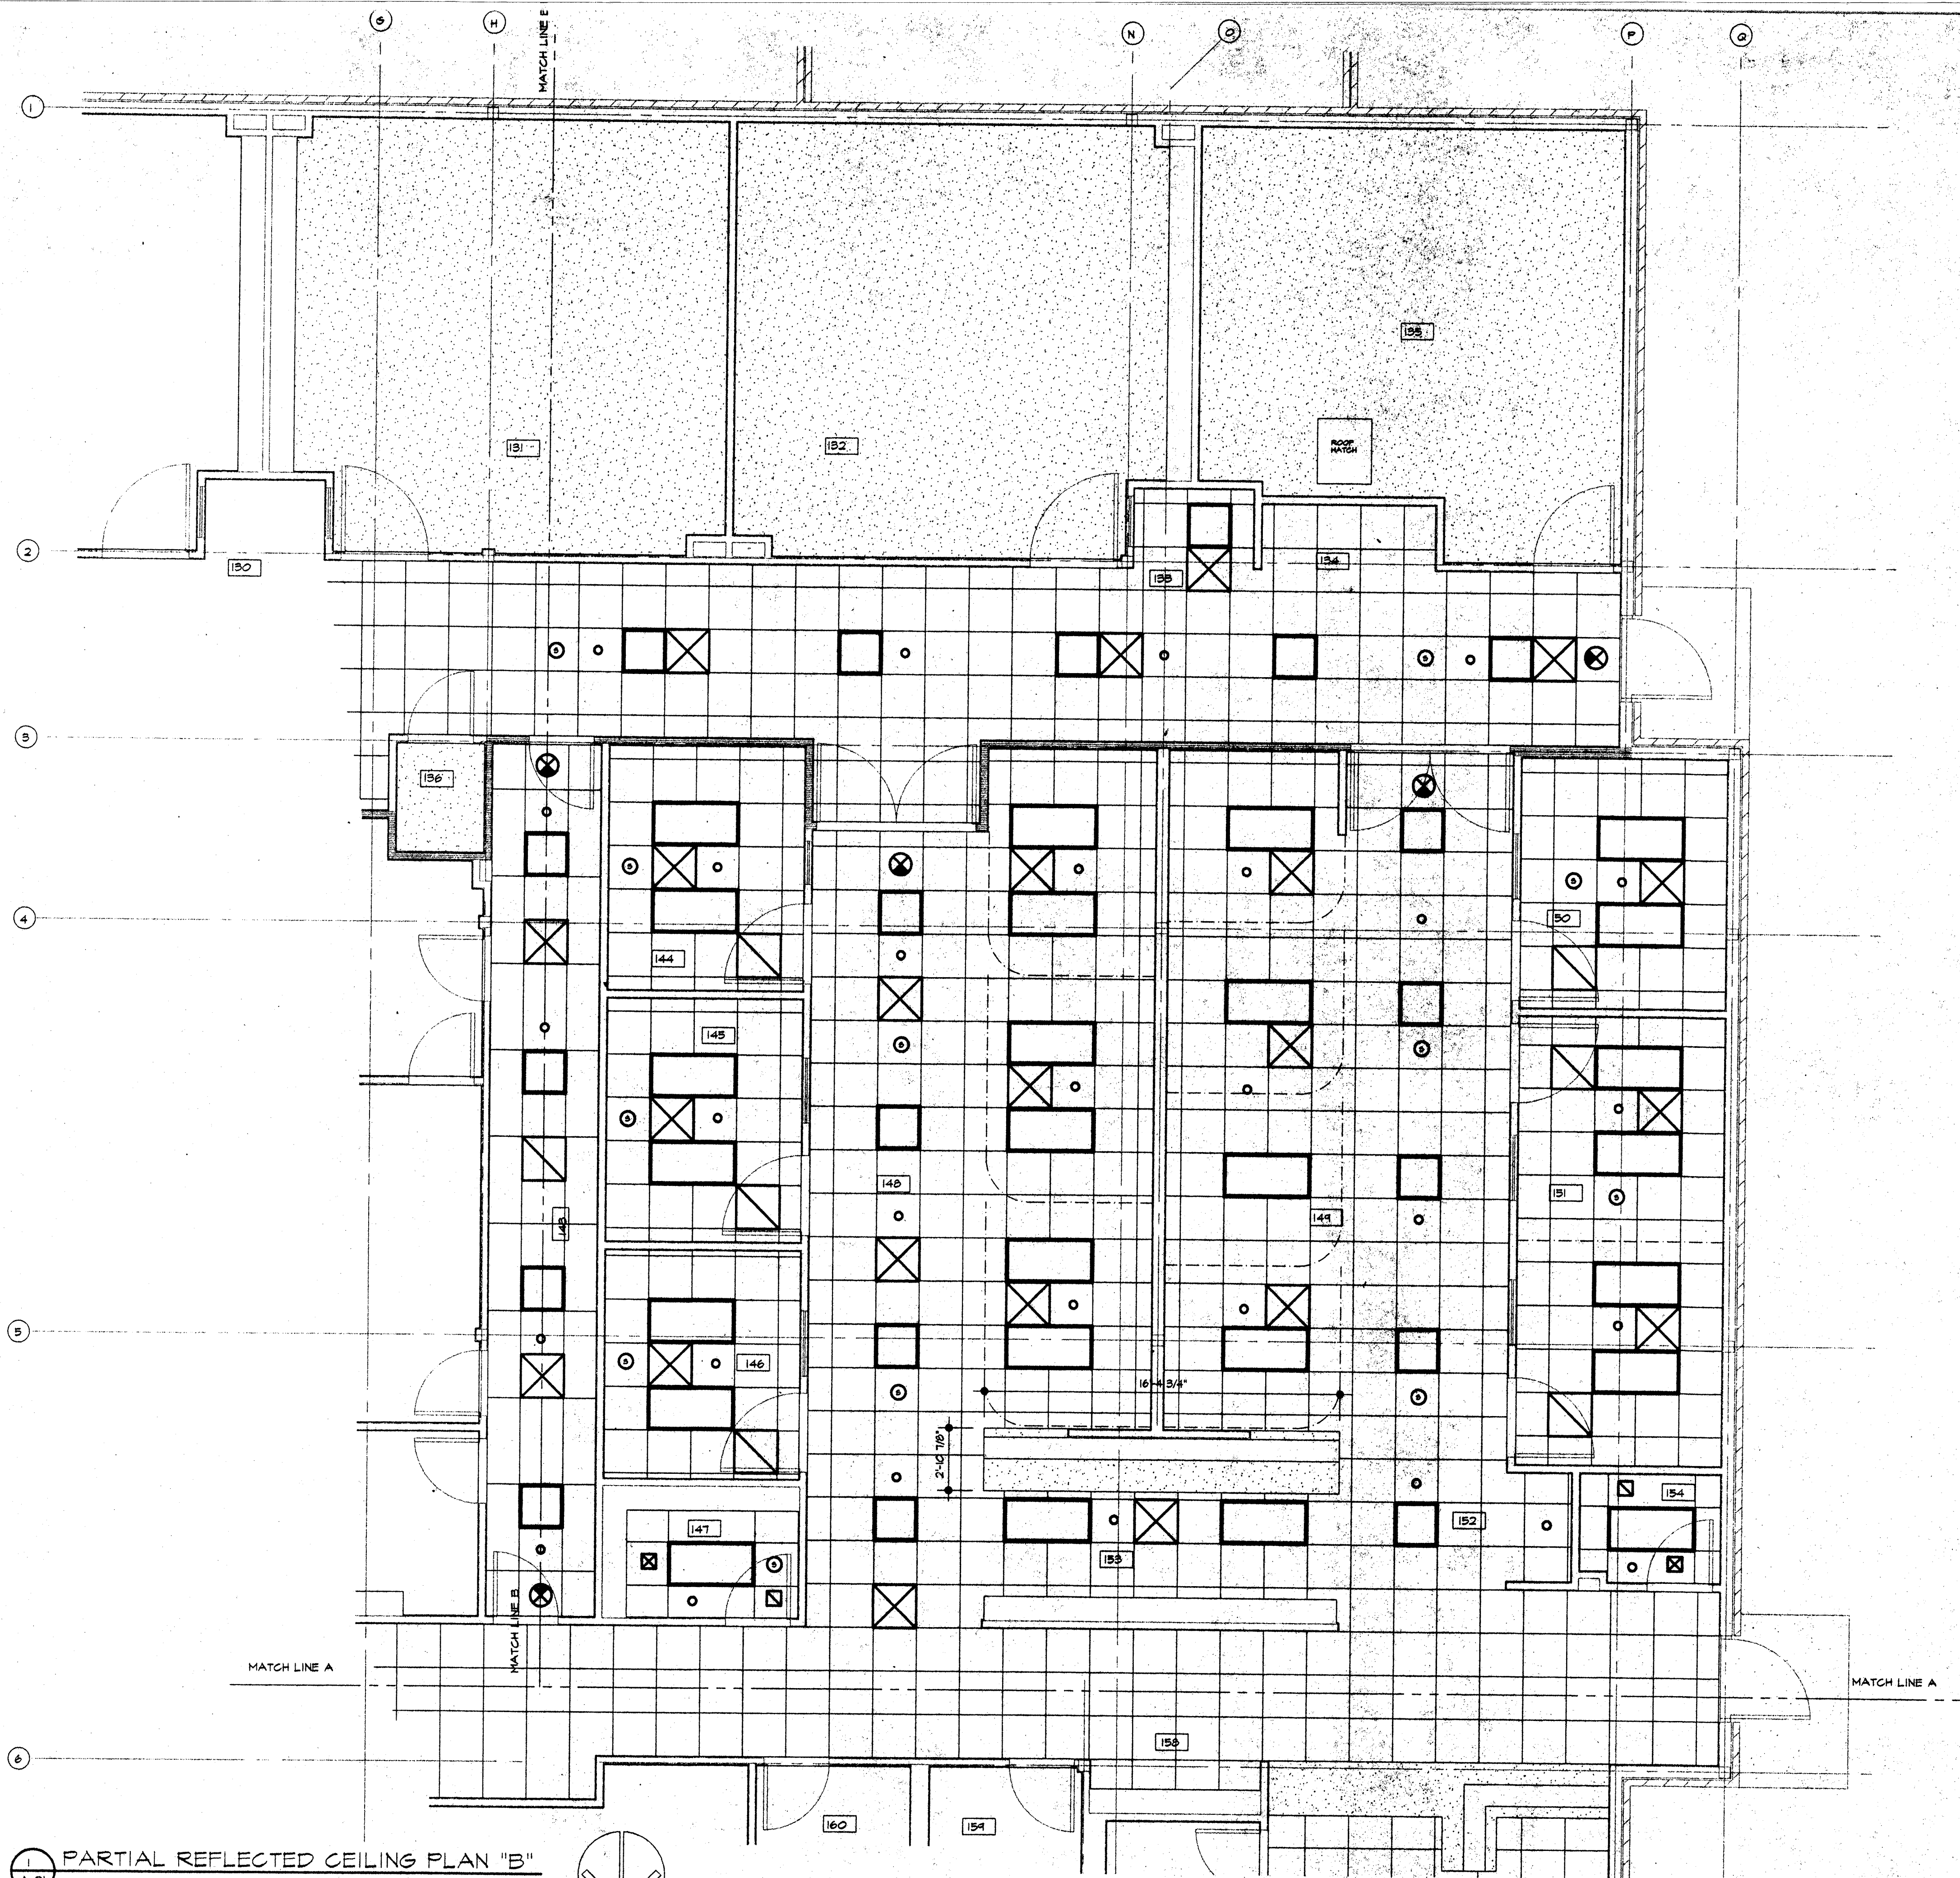 G
H
MATCH LINE E
N
O
P
Q
1
135
131
132
ROOF
HATCH
2
130
133
134
S
S
3
136
S
S
4
144
150
145
S
S
S
148
151
S
143
149
5
S
146
16'-4 3/4"
S
S
2'-10 7/8"
147
S
153
152
154
MATCH LINE B
MATCH LINE A
MATCH LINE A
158
6
160
159
1
PARTIAL REFLECTED CEILING PLAN "B"